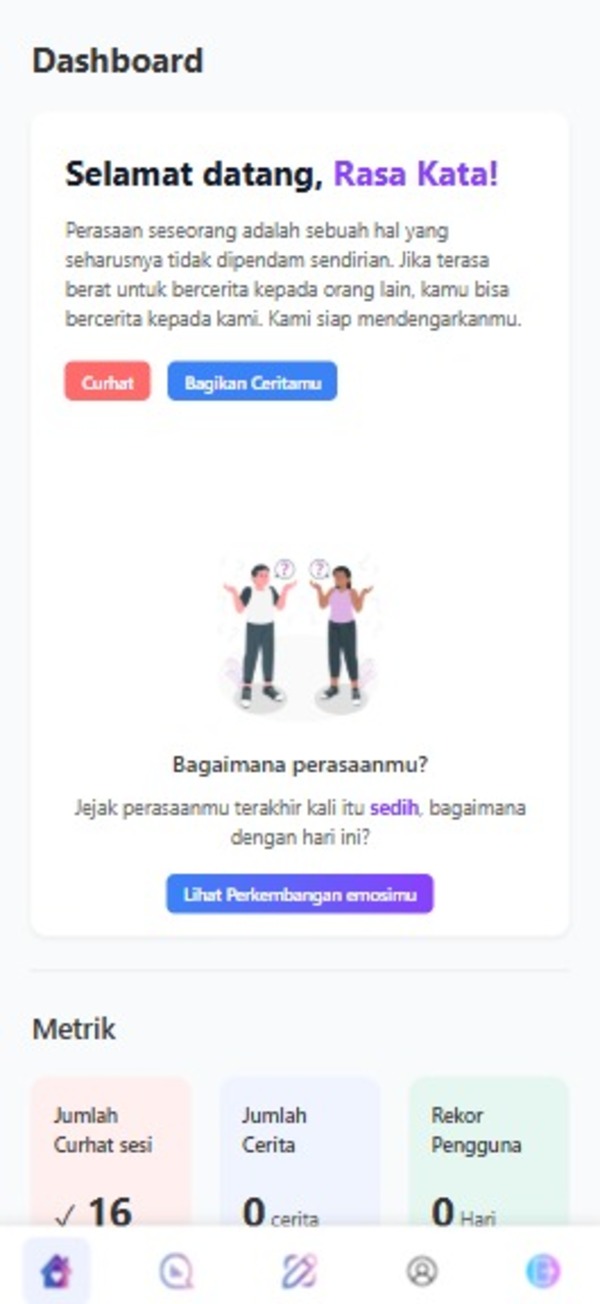 Dashboard
Selamat datang, Rasa Kata!
Perasaan seseorang adalah sebuah hal yang
seharusnya tidak dipendam sendirian. Jika terasa
berat untuk bercerita kepada orang lain, kamu bisa
bercerita kepada kami. Kami siap mendengarkanmu.
Curhat
Bagikan Ceritamu
? ?
Bagaimana perasaanmu?
Jejak perasaanmu terakhir kali itu sedih, bagaimana
dengan hari ini?
Lihat Perkembangan emosimu
Metrik
Jumlah
Curhat sesi
✓ 16
Jumlah
Cerita
0 cerita
Rekor
Pengguna
0 Hari